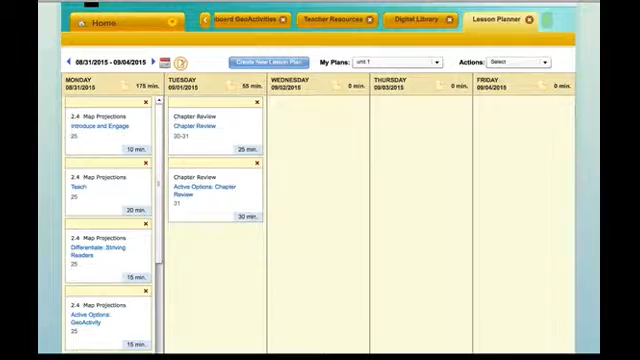 Home
board GeoActivities
Teacher Resources
Digital Library
Lesson Planner
08/31/2015 - 09/04/2015
Create New Lesson Plan
My Plans: unit 1
Actions: Select
MONDAY
08/31/2015
175 min.
TUESDAY
09/01/2015
55 min.
WEDNESDAY
09/02/2015
0 min.
THURSDAY
09/03/2015
0 min.
FRIDAY
09/04/2015
0 min.
2.4 Map Projections
Introduce and Engage
25
10 min.
2.4 Map Projections
Teach
25
20 min.
2.4 Map Projections
Differentiate: Striving
Readers
25
15 min.
2.4 Map Projections
Active Options:
GeoActivity
25
15 min.
Chapter Review
Chapter Review
30-31
25 min.
Chapter Review
Active Options: Chapter
Review
31
30 min.